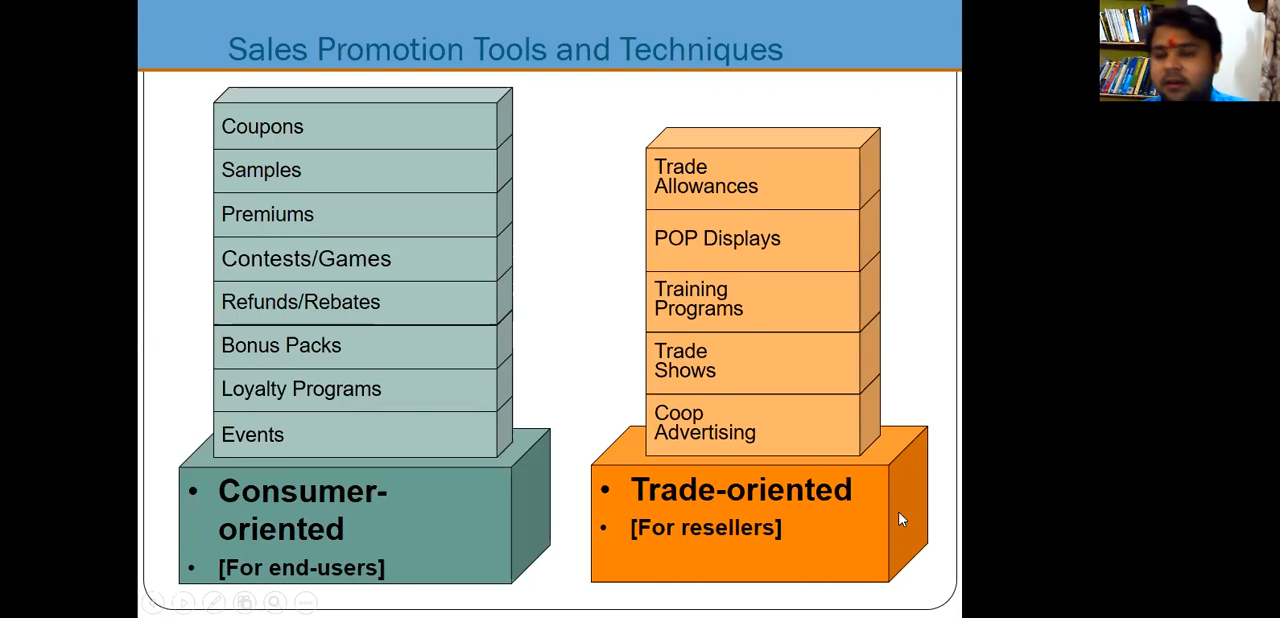 Sales Promotion Tools and Techniques
Coupons
Samples
Premiums
Contests/Games
Refunds/Rebates
Bonus Packs
Loyalty Programs
Events
• Consumer-
oriented
• [For end-users]
Trade
Allowances
POP Displays
Training
Programs
Trade
Shows
Coop
Advertising
• Trade-oriented
• [For resellers]